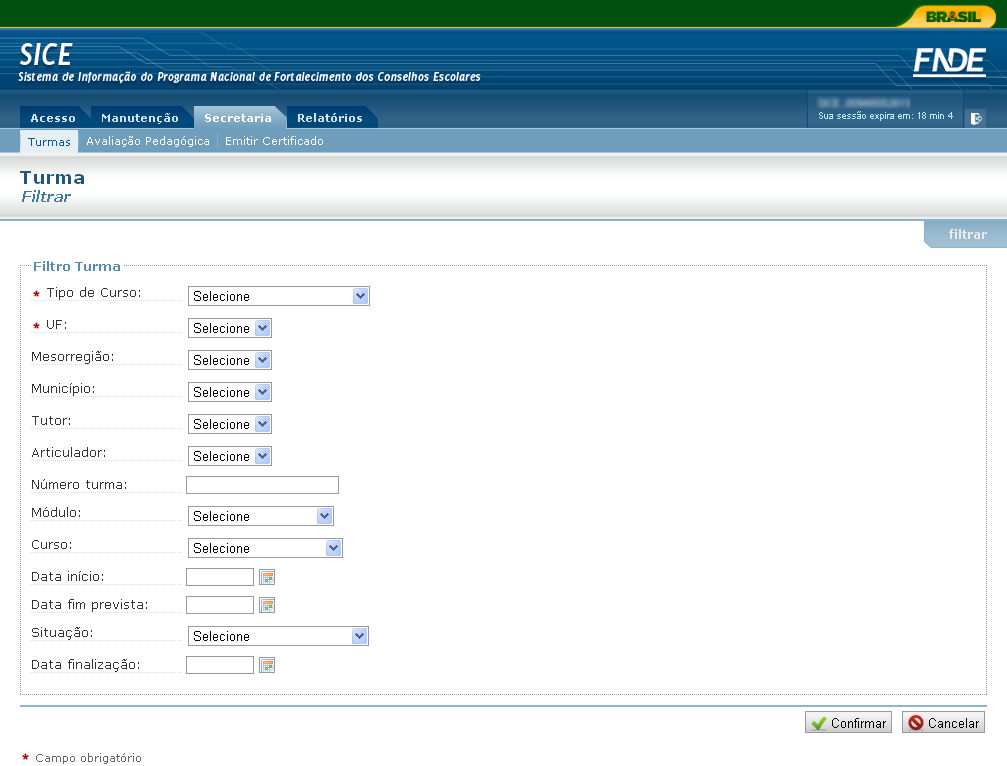 BRASIL
SICE
Sistema de Informação do Programa Nacional de Fortalecimento dos Conselhos Escolares
FNDE
Acesso Manutenção Secretaria Relatórios
Sua sessão expira em: 18 min 4
Turmas Avaliação Pedagógica Emitir Certificado
Turma
Filtrar
filtrar
Filtro Turma
* Tipo de Curso: Selecione
* UF: Selecione
Mesorregião: Selecione
Município: Selecione
Tutor: Selecione
Articulador: Selecione
Número turma:
Módulo: Selecione
Curso: Selecione
Data início:
Data fim prevista:
Situação: Selecione
Data finalização:
Confirmar Cancelar
* Campo obrigatório